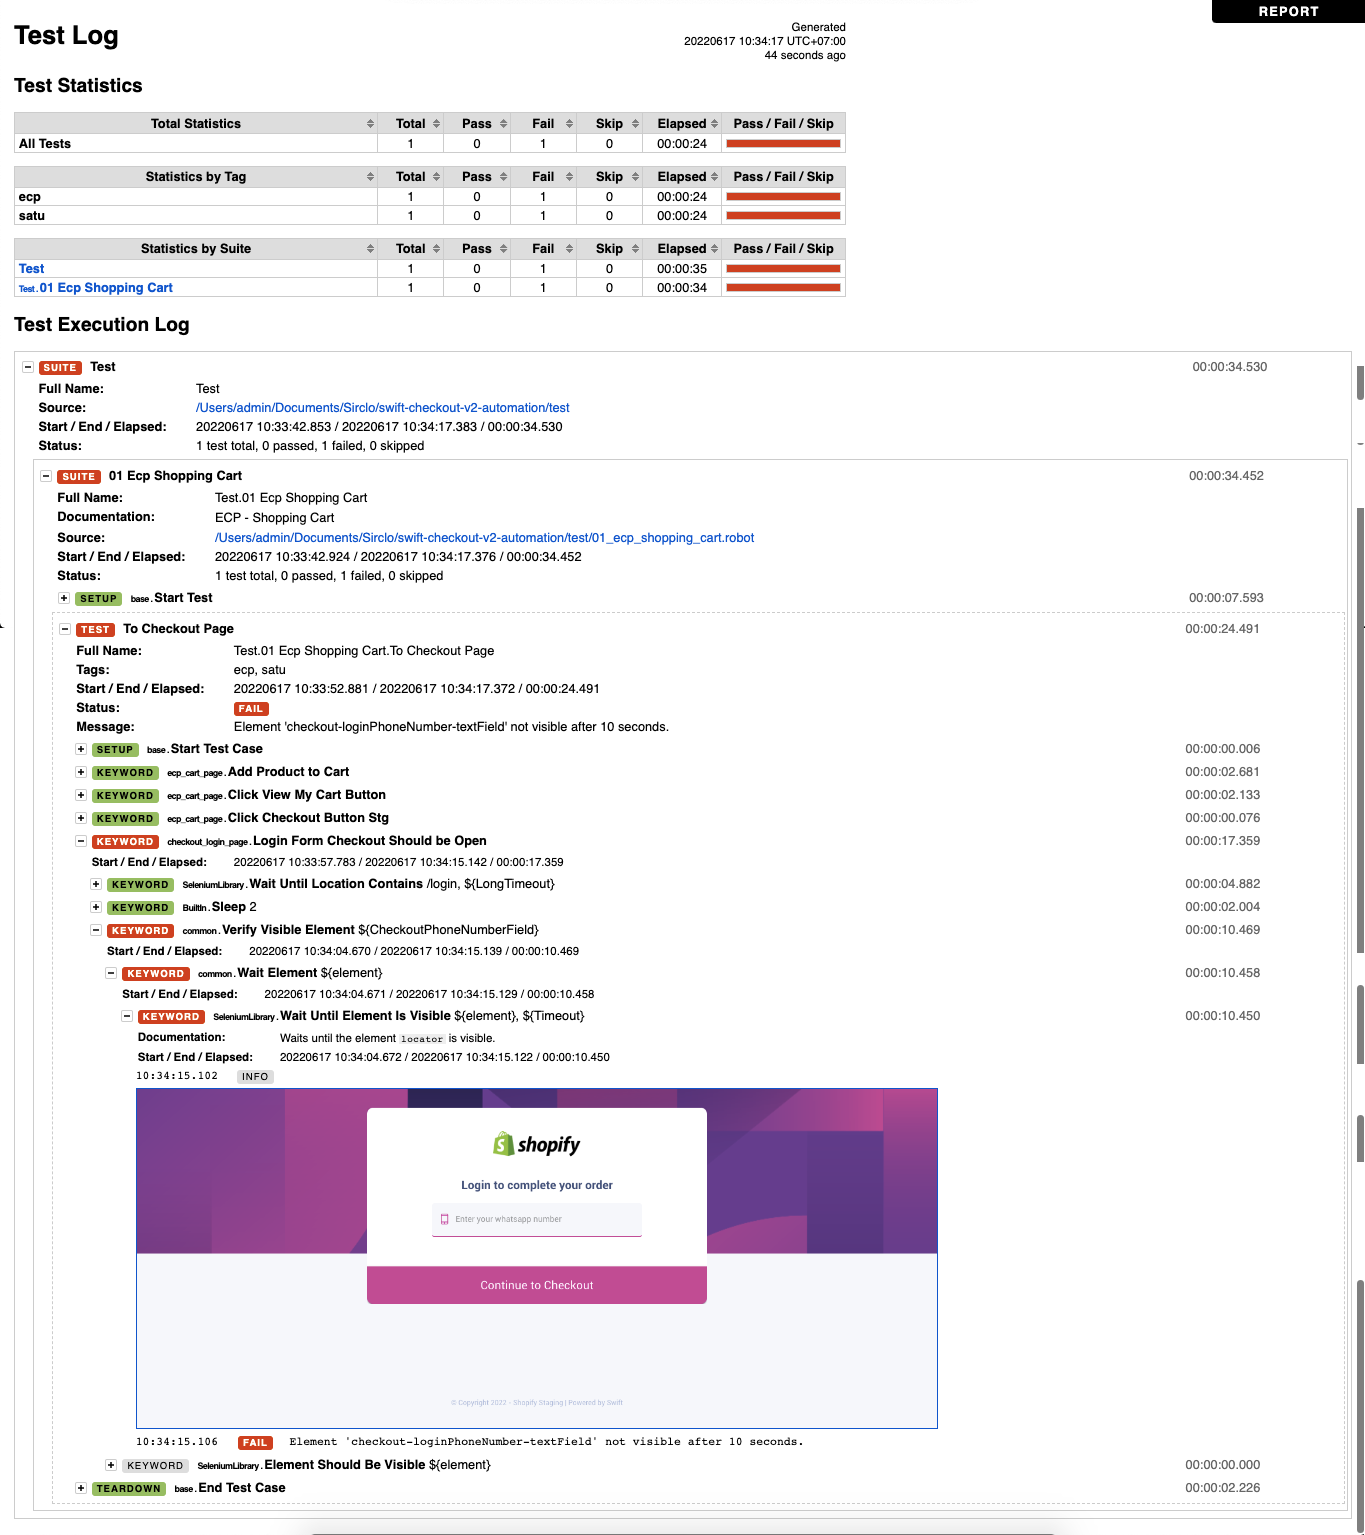 REPORT
Test Log
Generated
20220617 10:34:17 UTC+07:00
44 seconds ago
Test Statistics
Total Statistics Total Pass Fail Skip Elapsed Pass / Fail / Skip
All Tests 1 0 1 0 00:00:24
Statistics by Tag Total Pass Fail Skip Elapsed Pass / Fail / Skip
ecp 1 0 1 0 00:00:24
satu 1 0 1 0 00:00:24
Statistics by Suite Total Pass Fail Skip Elapsed Pass / Fail / Skip
Test 1 0 1 0 00:00:35
Test.01 Ecp Shopping Cart 1 0 1 0 00:00:34
Test Execution Log
SUITE Test 00:00:34.530
Full Name: Test
Source: /Users/admin/Documents/Sirclo/swift-checkout-v2-automation/test
Start / End / Elapsed: 20220617 10:33:42.853 / 20220617 10:34:17.383 / 00:00:34.530
Status: 1 test total, 0 passed, 1 failed, 0 skipped
SUITE 01 Ecp Shopping Cart 00:00:34.452
Full Name: Test.01 Ecp Shopping Cart
Documentation: ECP - Shopping Cart
Source: /Users/admin/Documents/Sirclo/swift-checkout-v2-automation/test/01_ecp_shopping_cart.robot
Start / End / Elapsed: 20220617 10:33:42.924 / 20220617 10:34:17.376 / 00:00:34.452
Status: 1 test total, 0 passed, 1 failed, 0 skipped
SETUP base.Start Test 00:00:07.593
TEST To Checkout Page 00:00:24.491
Full Name: Test.01 Ecp Shopping Cart.To Checkout Page
Tags: ecp, satu
Start / End / Elapsed: 20220617 10:33:52.881 / 20220617 10:34:17.372 / 00:00:24.491
Status: FAIL
Message: Element 'checkout-loginPhoneNumber-textField' not visible after 10 seconds.
SETUP base.Start Test Case 00:00:00.006
KEYWORD ecp_cart_page.Add Product to Cart 00:00:02.681
KEYWORD ecp_cart_page.Click View My Cart Button 00:00:02.133
KEYWORD ecp_cart_page.Click Checkout Button Stg 00:00:00.076
KEYWORD checkout_login_page.Login Form Checkout Should be Open 00:00:17.359
Start / End / Elapsed: 20220617 10:33:57.783 / 20220617 10:34:15.142 / 00:00:17.359
KEYWORD SeleniumLibrary.Wait Until Location Contains /login, ${LongTimeout} 00:00:04.882
KEYWORD BuiltIn.Sleep 2 00:00:02.004
KEYWORD common.Verify Visible Element ${CheckoutPhoneNumberField} 00:00:10.469
Start / End / Elapsed: 20220617 10:34:04.670 / 20220617 10:34:15.139 / 00:00:10.469
KEYWORD common.Wait Element ${element} 00:00:10.458
Start / End / Elapsed: 20220617 10:34:04.671 / 20220617 10:34:15.129 / 00:00:10.458
KEYWORD SeleniumLibrary.Wait Until Element Is Visible ${element}, ${Timeout} 00:00:10.450
Documentation: Waits until the element locator is visible.
Start / End / Elapsed: 20220617 10:34:04.672 / 20220617 10:34:15.122 / 00:00:10.450
10:34:15.102 INFO
shopify
Login to complete your order
Enter your whatsapp number
Continue to Checkout
© Copyright 2022 - Shopify Staging | Powered by Swift
10:34:15.106 FAIL Element 'checkout-loginPhoneNumber-textField' not visible after 10 seconds.
KEYWORD SeleniumLibrary.Element Should Be Visible ${element} 00:00:00.000
TEARDOWN base.End Test Case 00:00:02.226